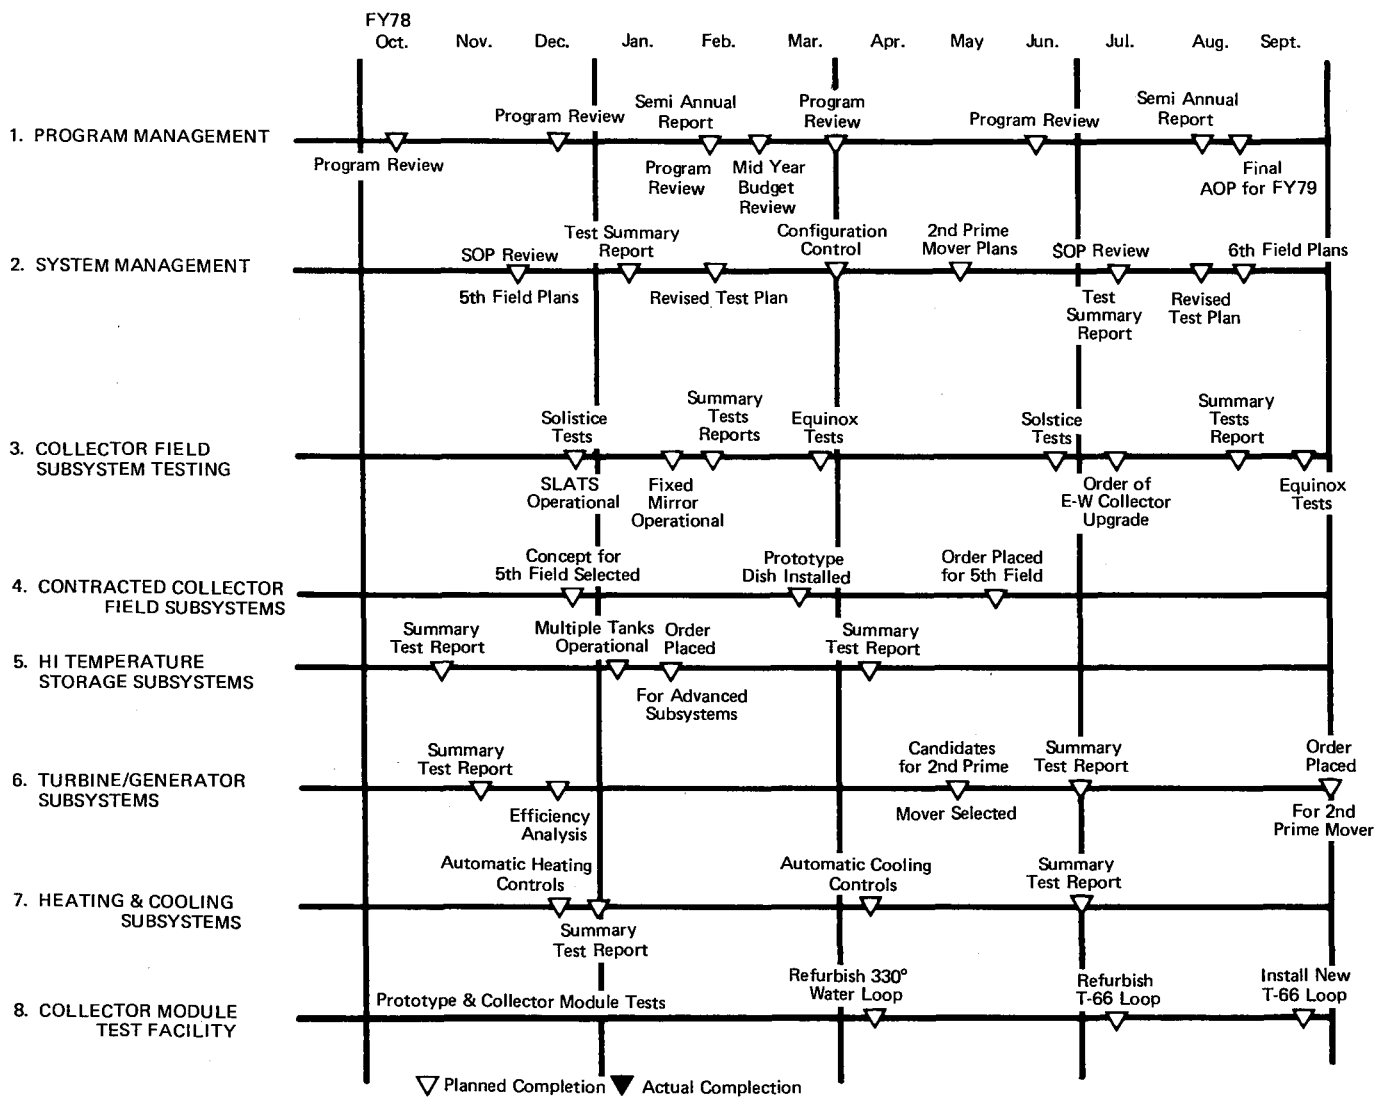 FY78
Oct. Nov. Dec. Jan. Feb. Mar. Apr. May Jun. Jul. Aug. Sept.
1. PROGRAM MANAGEMENT
Program Review
Program Review
Semi Annual
Report
Program
Review
Mid Year
Budget
Review
Program
Review
Program Review
Semi Annual
Report
Final
AOP for FY79
2. SYSTEM MANAGEMENT
SOP Review
5th Field Plans
Test Summary
Report
Revised Test Plan
Configuration
Control
2nd Prime
Mover Plans
SOP Review
Test
Summary
Report
Revised
Test Plan
6th Field Plans
3. COLLECTOR FIELD
SUBSYSTEM TESTING
Solistice
Tests
SLATS
Operational
Fixed
Mirror
Operational
Summary
Tests
Reports
Equinox
Tests
Solstice
Tests
Order of
E-W Collector
Upgrade
Summary
Tests
Report
Equinox
Tests
4. CONTRACTED COLLECTOR
FIELD SUBSYSTEMS
Concept for
5th Field Selected
Prototype
Dish Installed
Order Placed
for 5th Field
5. HI TEMPERATURE
STORAGE SUBSYSTEMS
Summary
Test Report
Multiple Tanks
Operational
Order
Placed
For Advanced
Subsystems
Summary
Test Report
6. TURBINE/GENERATOR
SUBSYSTEMS
Summary
Test Report
Efficiency
Analysis
Candidates
for 2nd Prime
Mover Selected
Summary
Test Report
Order
Placed
For 2nd
Prime Mover
7. HEATING & COOLING
SUBSYSTEMS
Automatic Heating
Controls
Summary
Test Report
Automatic Cooling
Controls
Summary
Test Report
8. COLLECTOR MODULE
TEST FACILITY
Prototype & Collector Module Tests
Refurbish 330°
Water Loop
Refurbish
T-66 Loop
Install New
T-66 Loop
Planned Completion Actual Complection